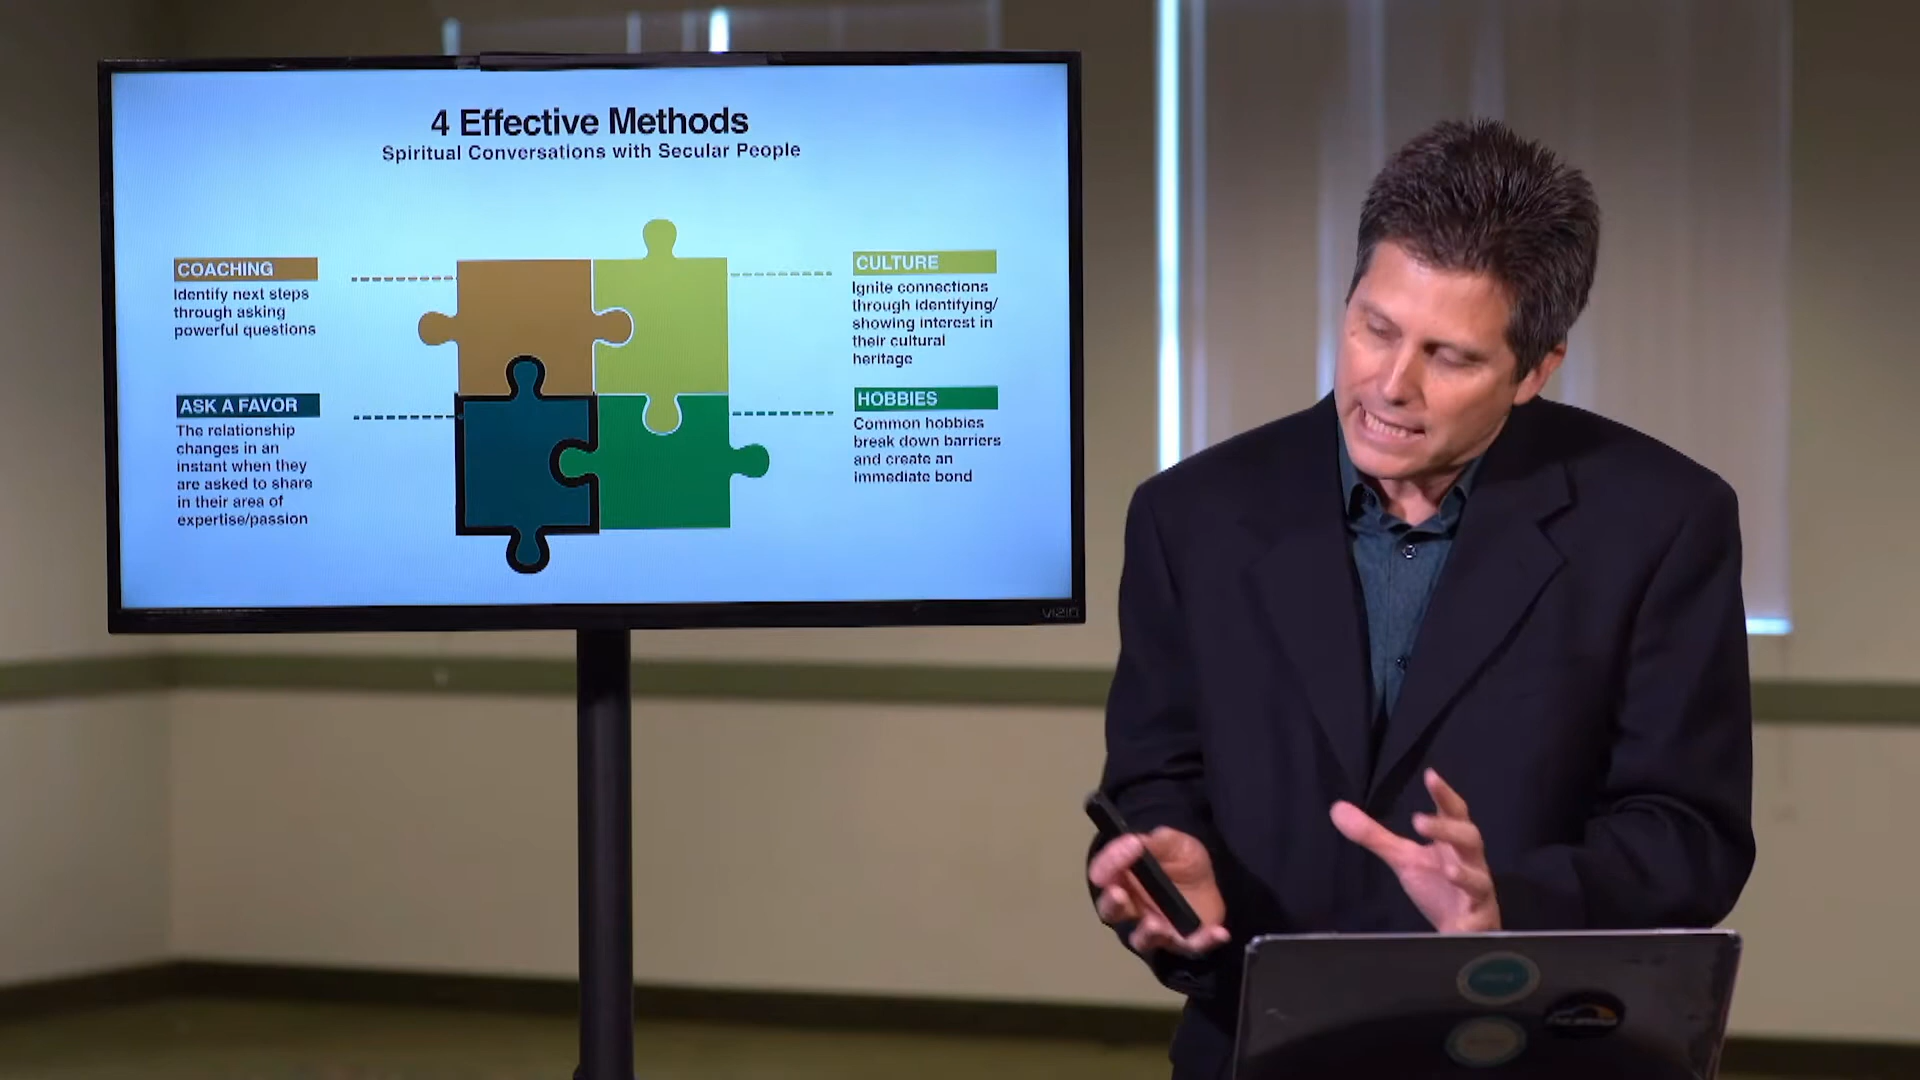 4 Effective Methods
Spiritual Conversations with Secular People
COACHING
Identify next steps
through asking
powerful questions
ASK A FAVOR
The relationship
changes in an
instant when they
are asked to share
in their area of
expertise/passion
CULTURE
Ignite connections
through identifying/
showing interest in
their cultural
heritage
HOBBIES
Common hobbies
break down barriers
and create an
immediate bond
VIZIO